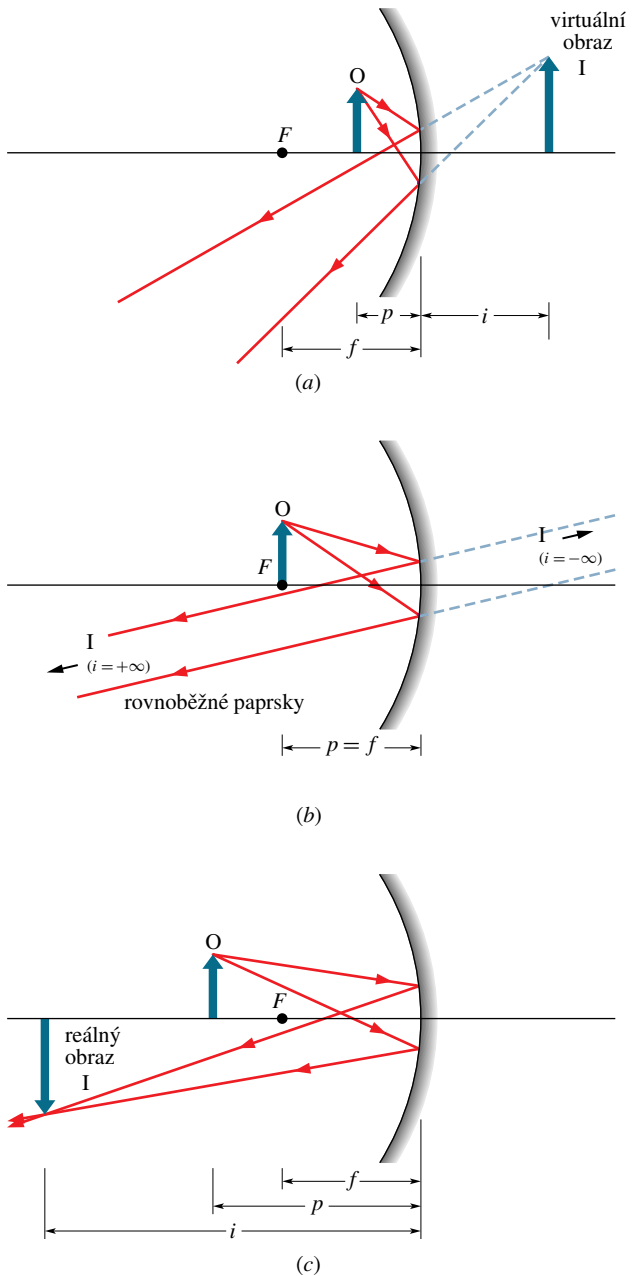 virtuální
obraz
I
O
F
p
i
f
(a)
O
F
I
(i = −∞)
I
(i = +∞)
rovnoběžné paprsky
p = f
(b)
O
F
reálný
obraz
I
f
p
i
(c)